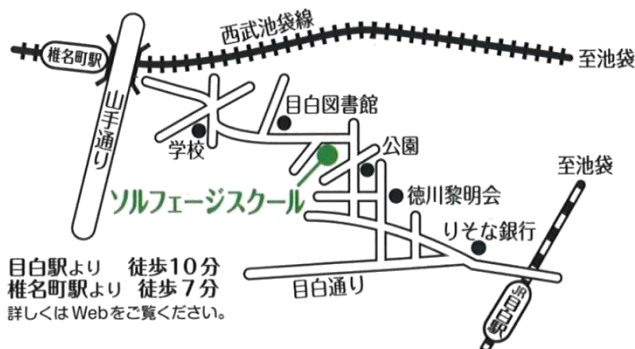 西武池袋線
至池袋
椎名町駅
山手通り
目白図書館
学校
公園
ソルフェージスクール
徳川黎明会
至池袋
りそな銀行
目白通り
JR目白駅
目白駅より 徒歩10分
椎名町駅より 徒歩7分
詳しくはWebをご覧ください。